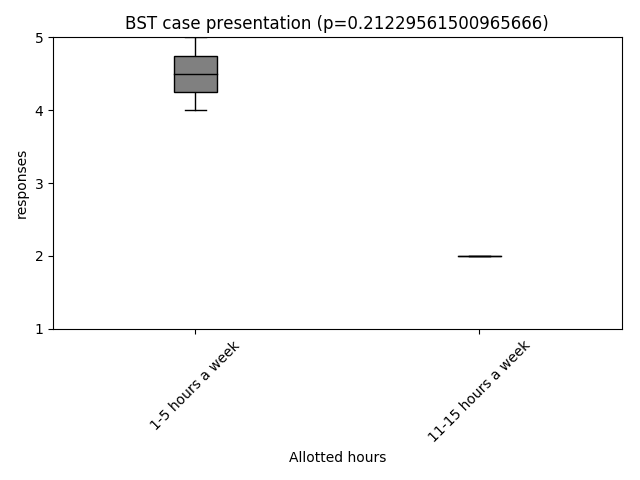 BST case presentation (p=0.21229561500965666)
5
4
3
2
1
responses
1-5 hours a week
11-15 hours a week
Allotted hours